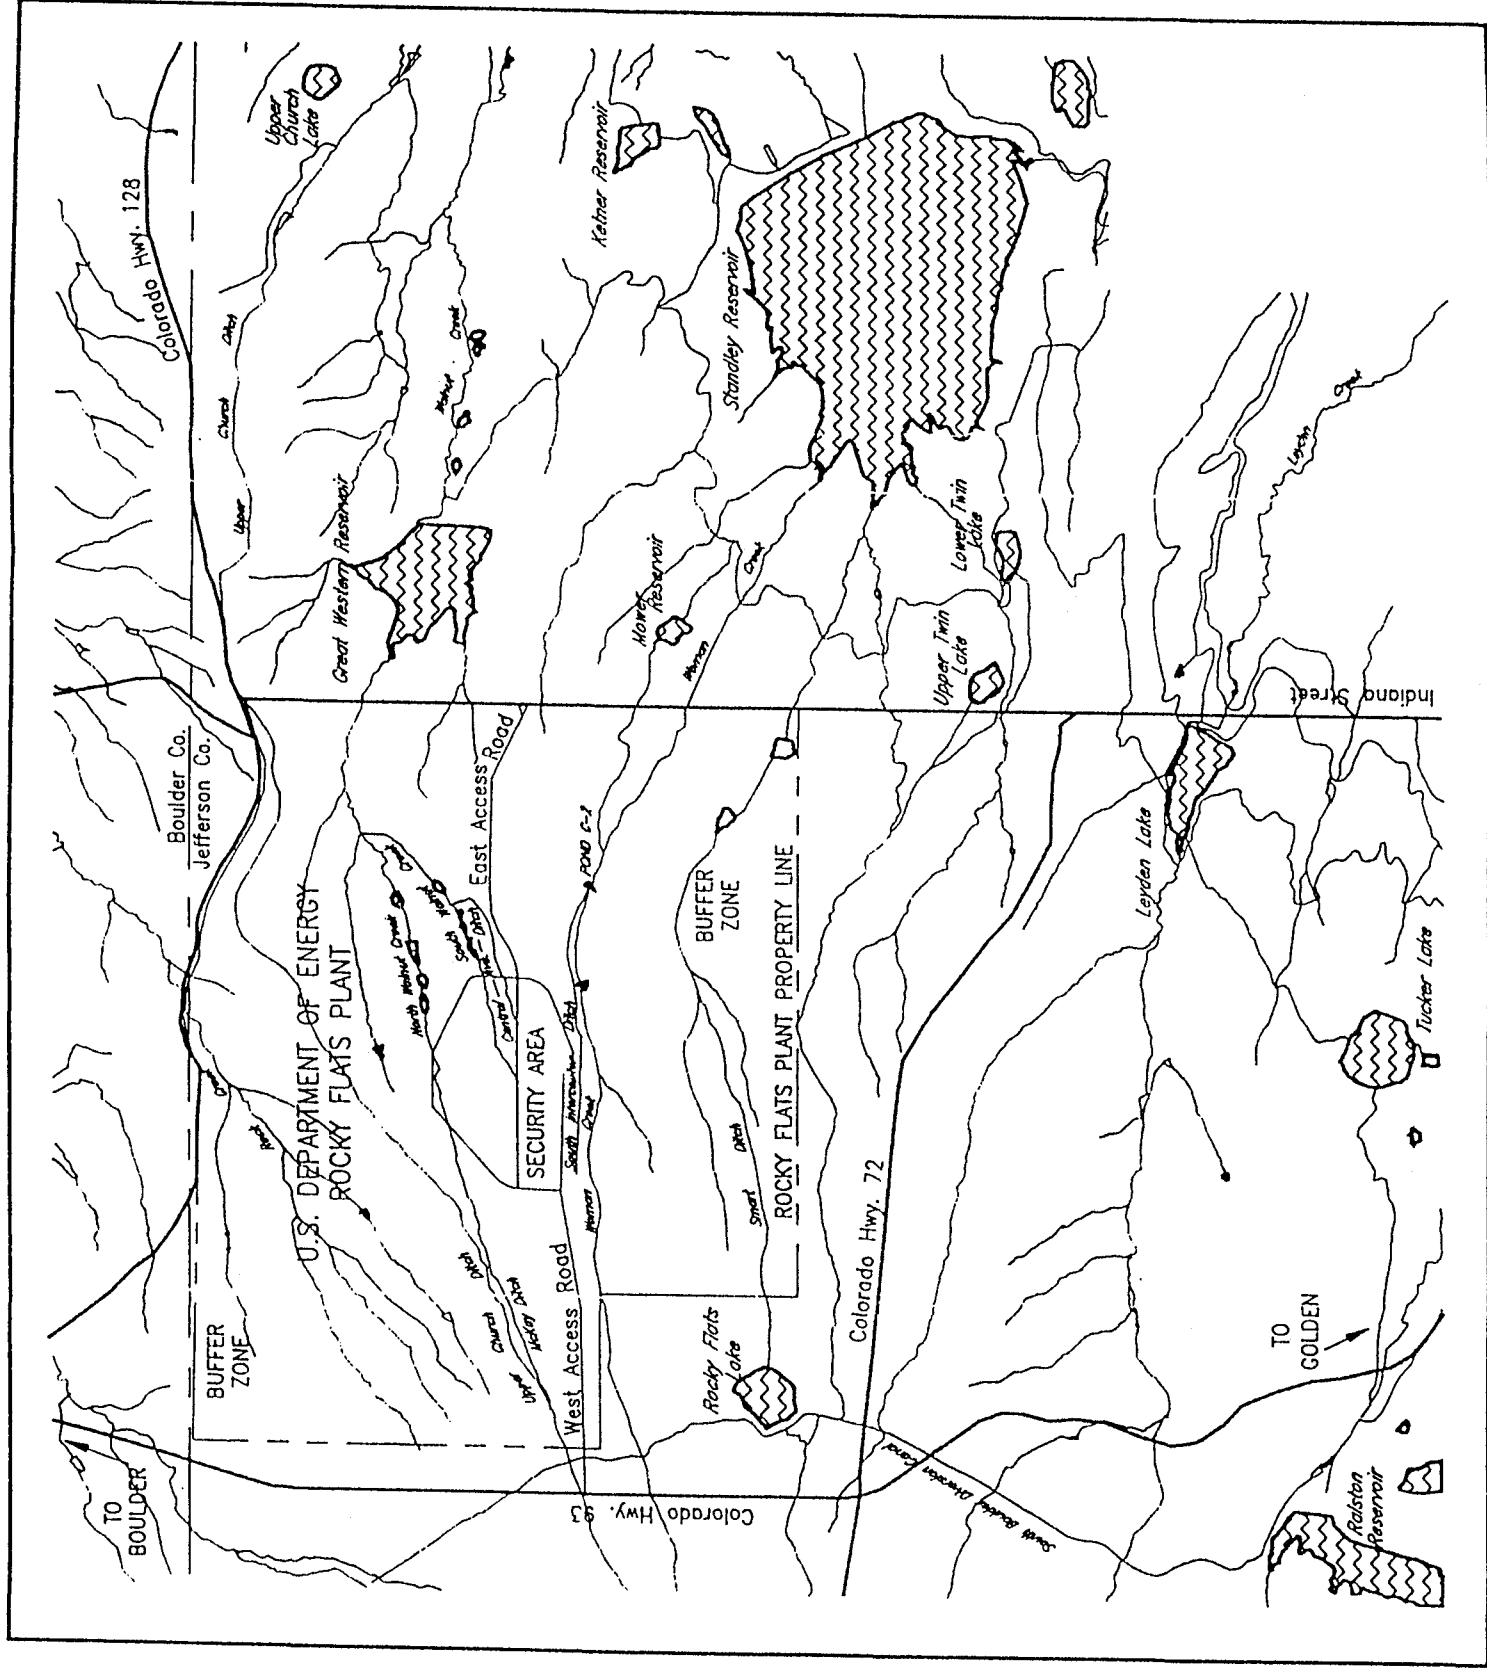 TO
BOULDER
BUFFER
ZONE
Boulder Co.
Jefferson Co.
Colorado Hwy. 128
Upper
Church
Lake
Upper
Church
Ditch
U.S. DEPARTMENT OF ENERGY
ROCKY FLATS PLANT
Rock
Creek
Great Western Reservoir
Walnut
Creek
North Walnut Creek
South
Walnut
Creek
Central
Ditch
East Access
Road
Upper
Church
Ditch
McKay Ditch
SECURITY AREA
West Access Road
South Interceptor
Ditch
Woman
Creek
POND C-2
Mower
Reservoir
Woman
Creek
Ketner Reservoir
Standley Reservoir
Colorado Hwy. 93
Rocky Flats
Lake
Smart
Ditch
BUFFER
ZONE
ROCKY FLATS PLANT PROPERTY LINE
Colorado Hwy. 72
South Boulder Diversion Canal
Upper Twin
Lake
Lower Twin
Lake
Leyden Lake
Leyden
Creek
TO
GOLDEN
Ralston
Reservoir
Tucker Lake
Indiana Street